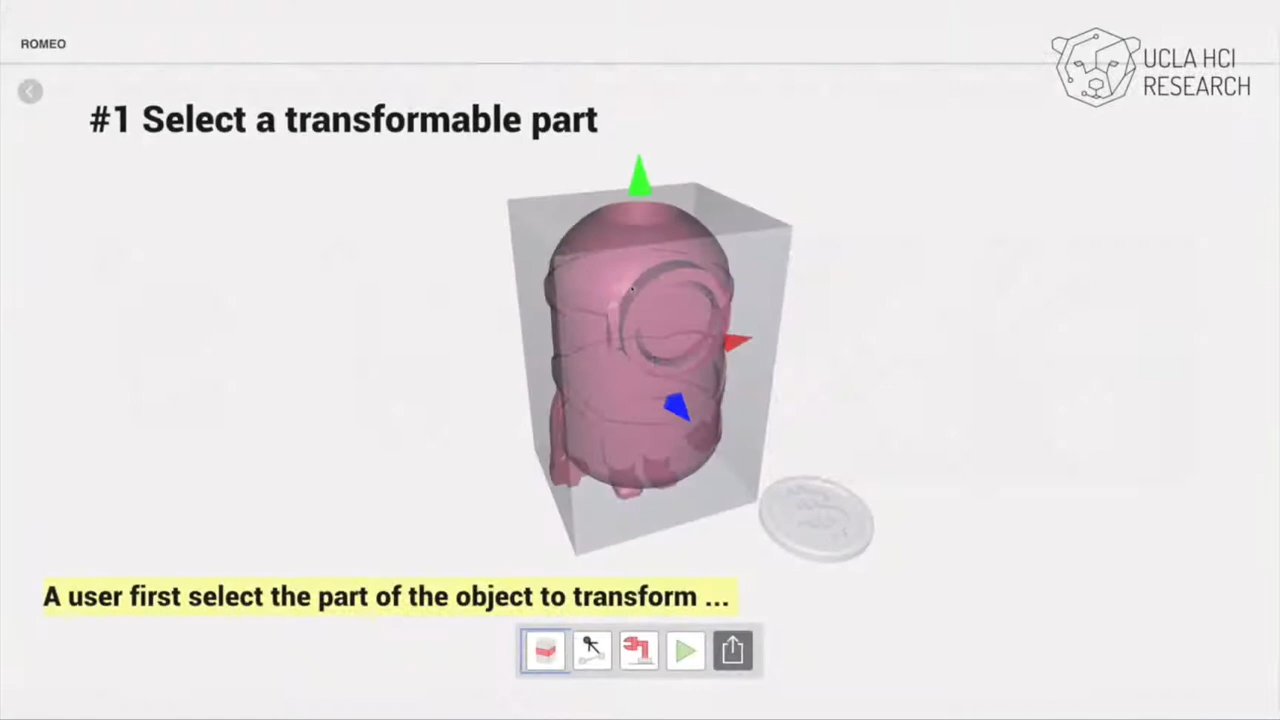 ROMEO
UCLA HCI
RESEARCH
#1 Select a transformable part
A user first select the part of the object to transform ...